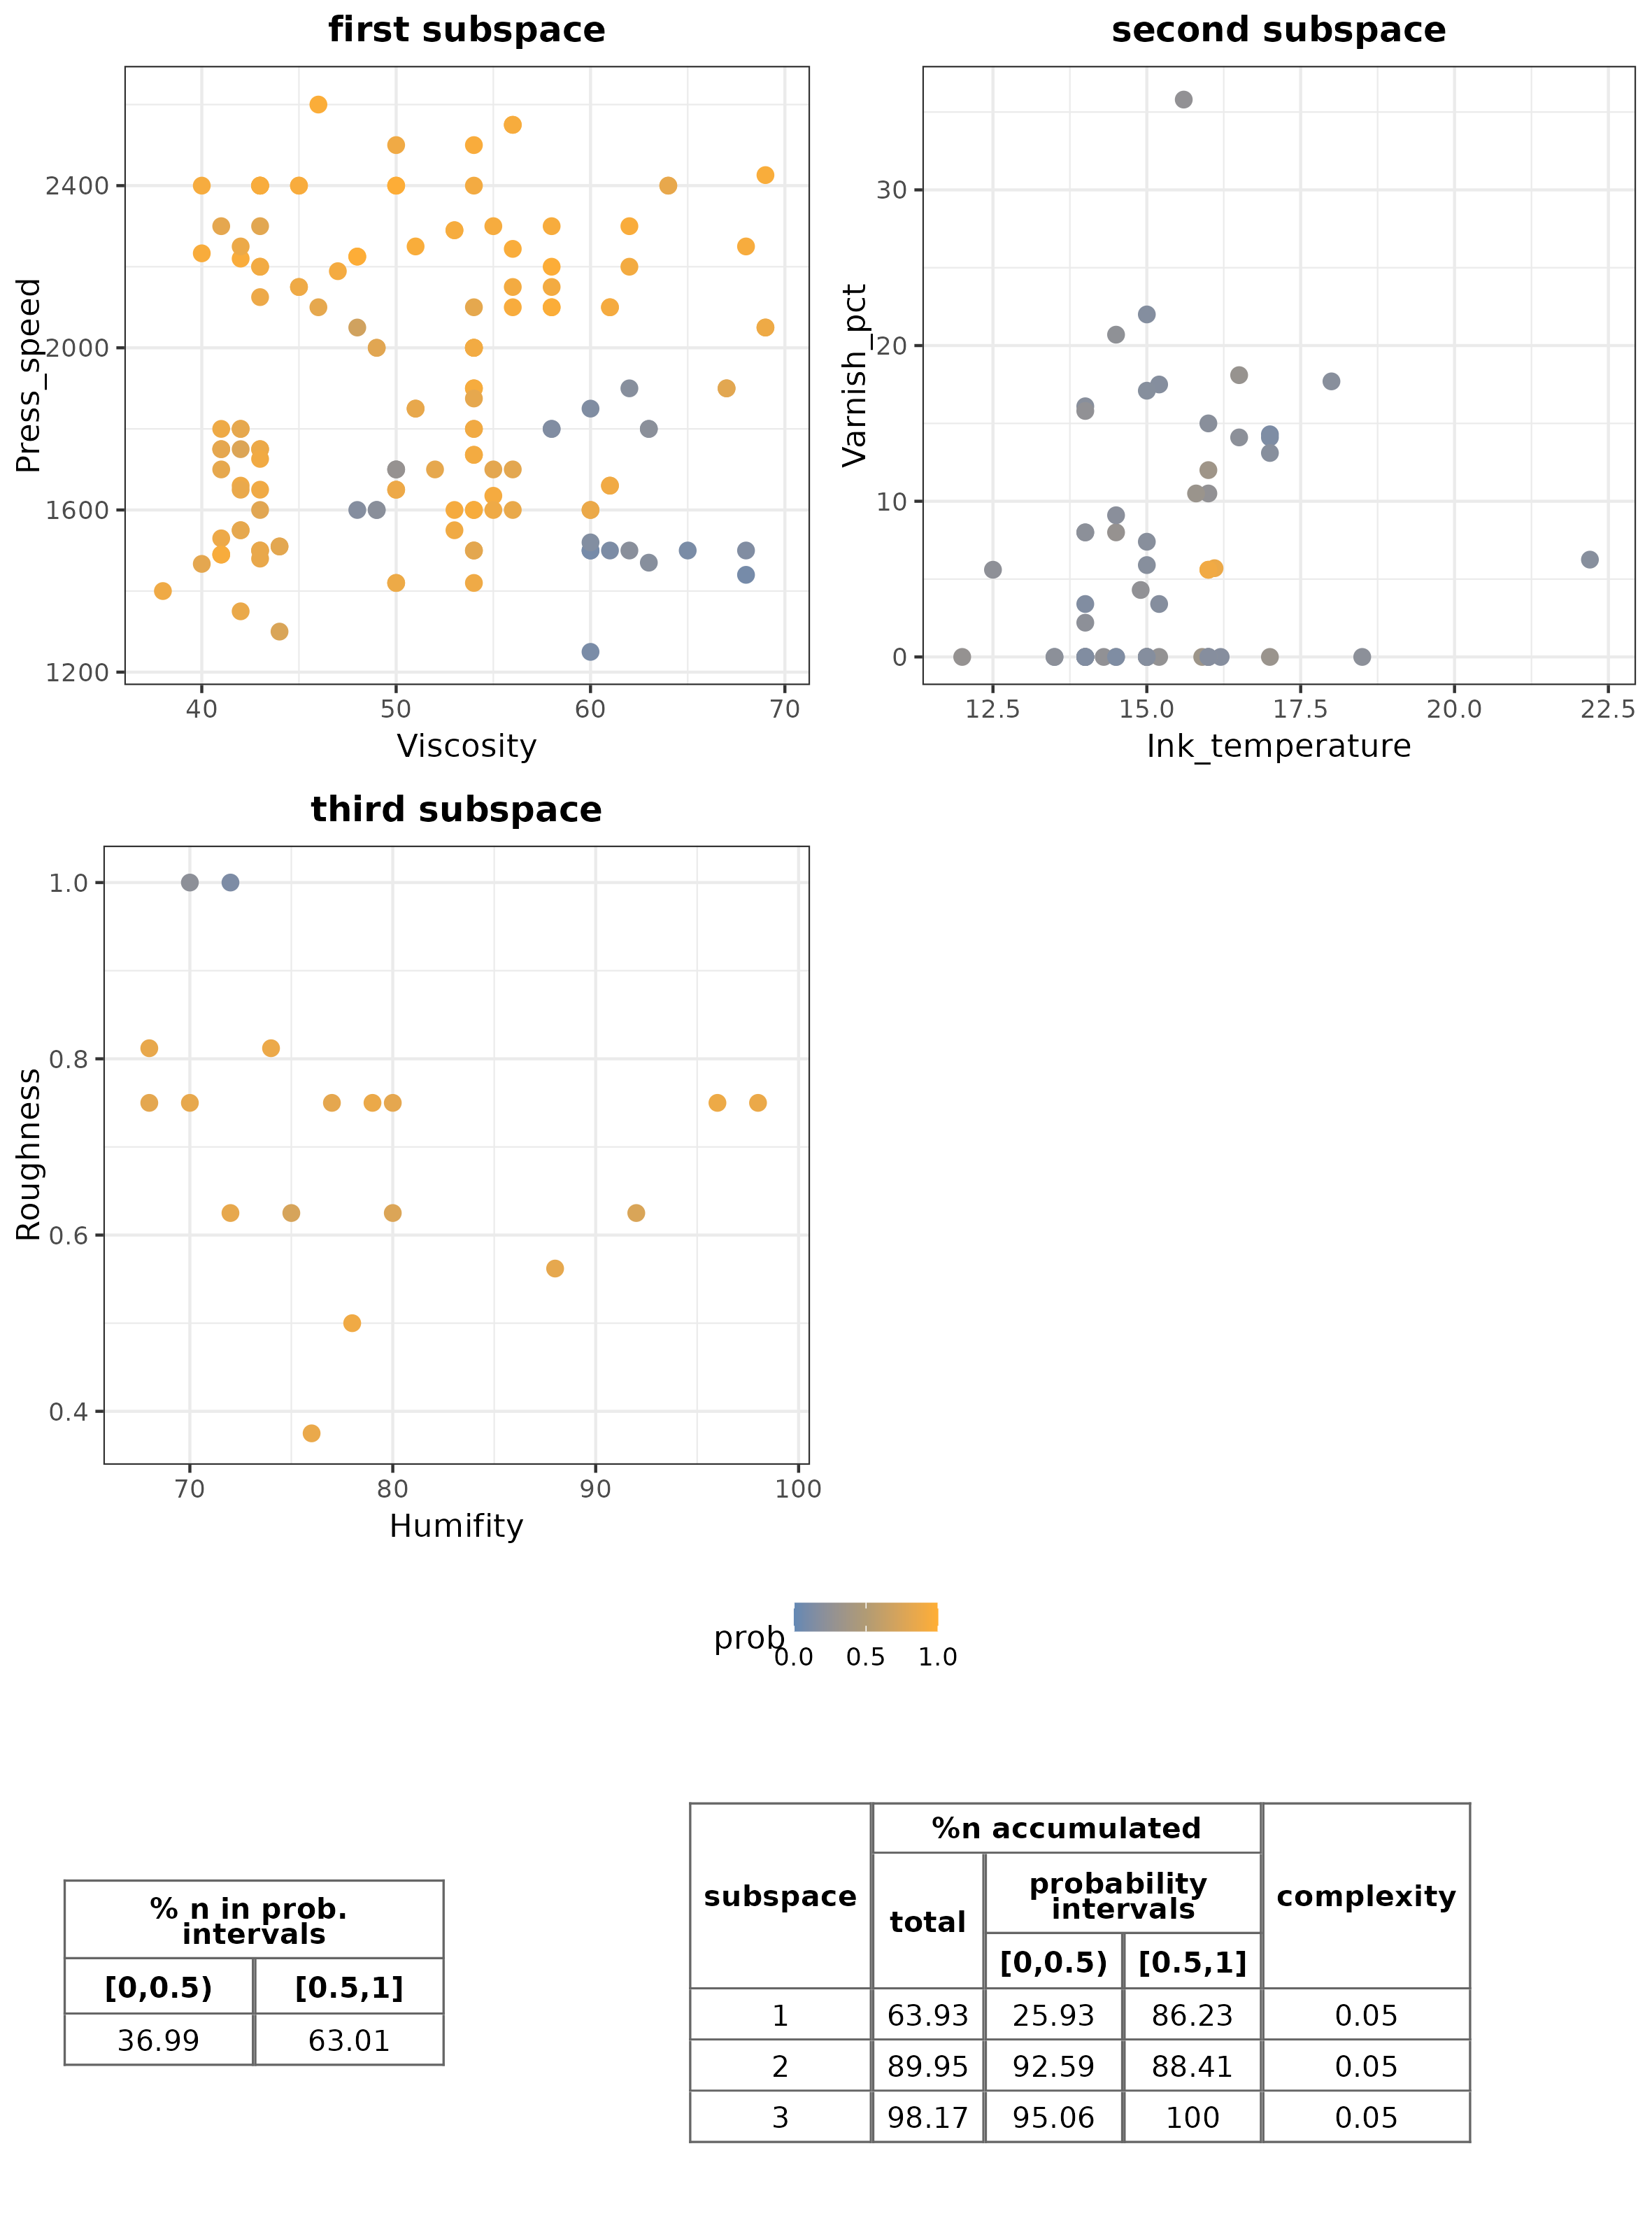 first subspace
second subspace
2400
2000
1600
1200
Press_speed
40 50 60 70
Viscosity
30
20
10
0
Varnish_pct
12.5 15.0 17.5 20.0 22.5
Ink_temperature
third subspace
1.0
0.8
0.6
0.4
Roughness
70 80 90 100
Humifity
prob
0.0 0.5 1.0
% n in prob.
intervals
[0,0.5) [0.5,1]
36.99 63.01
%n accumulated
probability
intervals
subspace total complexity
[0,0.5) [0.5,1]
1 63.93 25.93 86.23 0.05
2 89.95 92.59 88.41 0.05
3 98.17 95.06 100 0.05